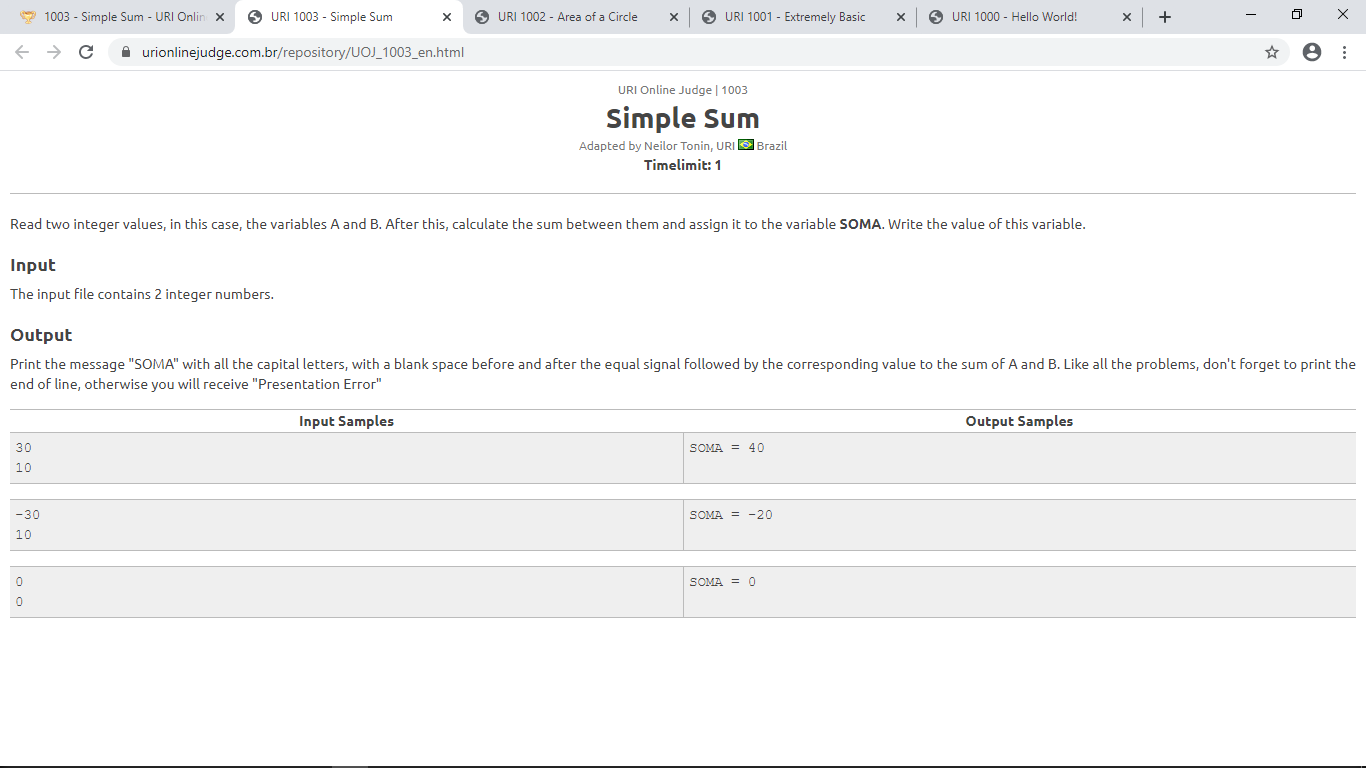 1003 - Simple Sum - URI Onlin
URI 1003 - Simple Sum
URI 1002 - Area of a Circle
URI 1001 - Extremely Basic
URI 1000 - Hello World!
urionlinejudge.com.br/repository/UOJ_1003_en.html
URI Online Judge | 1003
Simple Sum
Adapted by Neilor Tonin, URI Brazil
Timelimit: 1
Read two integer values, in this case, the variables A and B. After this, calculate the sum between them and assign it to the variable SOMA. Write the value of this variable.
Input
The input file contains 2 integer numbers.
Output
Print the message "SOMA" with all the capital letters, with a blank space before and after the equal signal followed by the corresponding value to the sum of A and B. Like all the problems, don't forget to print the
end of line, otherwise you will receive "Presentation Error"
Input Samples Output Samples
30 SOMA = 40
10
-30 SOMA = -20
10
0 SOMA = 0
0